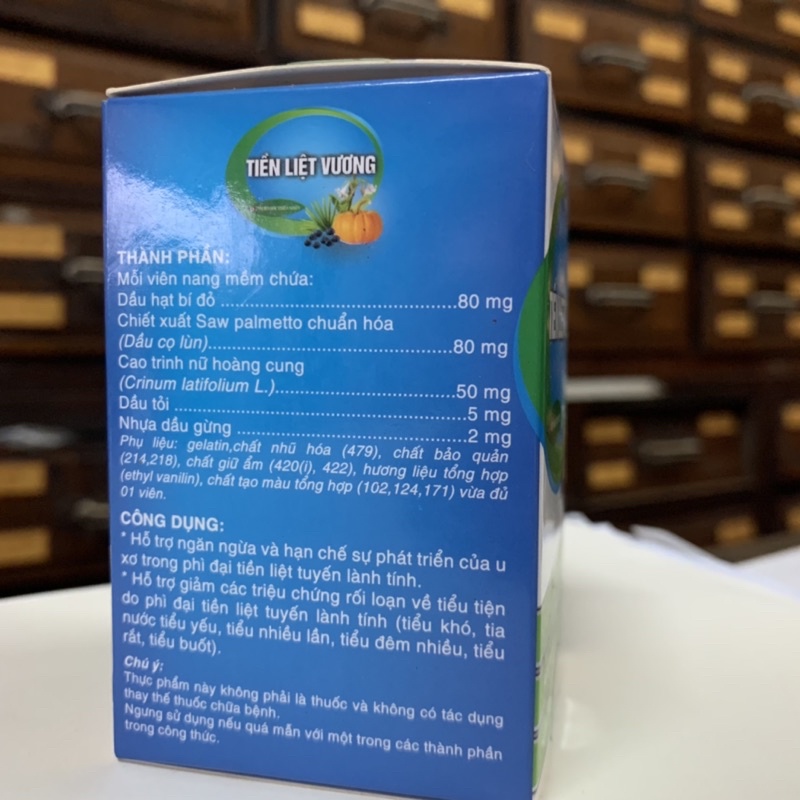 TIỀN LIỆT VƯƠNG
THÀNH PHẦN:
Mỗi viên nang mềm chứa:
Dầu hạt bí đỏ ........................................80 mg
Chiết xuất Saw palmetto chuẩn hóa
(Dầu cọ lùn)..........................................80 mg
Cao trinh nữ hoàng cung
(Crinum latifolium L.)...............................50 mg
Dầu tỏi .................................................5 mg
Nhựa dầu gừng ........................................2 mg
Phụ liệu: gelatin,chất nhũ hóa (479), chất bảo quản
(214,218), chất giữ ẩm (420(i), 422), hương liệu tổng hợp
(ethyl vanilin), chất tạo màu tổng hợp (102,124,171) vừa đủ
01 viên.
CÔNG DỤNG:
* Hỗ trợ ngăn ngừa và hạn chế sự phát triển của u
xơ trong phì đại tiền liệt tuyến lành tính.
* Hỗ trợ giảm các triệu chứng rối loạn về tiểu tiện
do phì đại tiền liệt tuyến lành tính (tiểu khó, tia
nước tiểu yếu, tiểu nhiều lần, tiểu đêm nhiều, tiểu
rắt, tiểu buốt).
Chú ý:
Thực phẩm này không phải là thuốc và không có tác dụng
thay thế thuốc chữa bệnh.
Ngưng sử dụng nếu quá mẫn với một trong các thành phần
trong công thức.